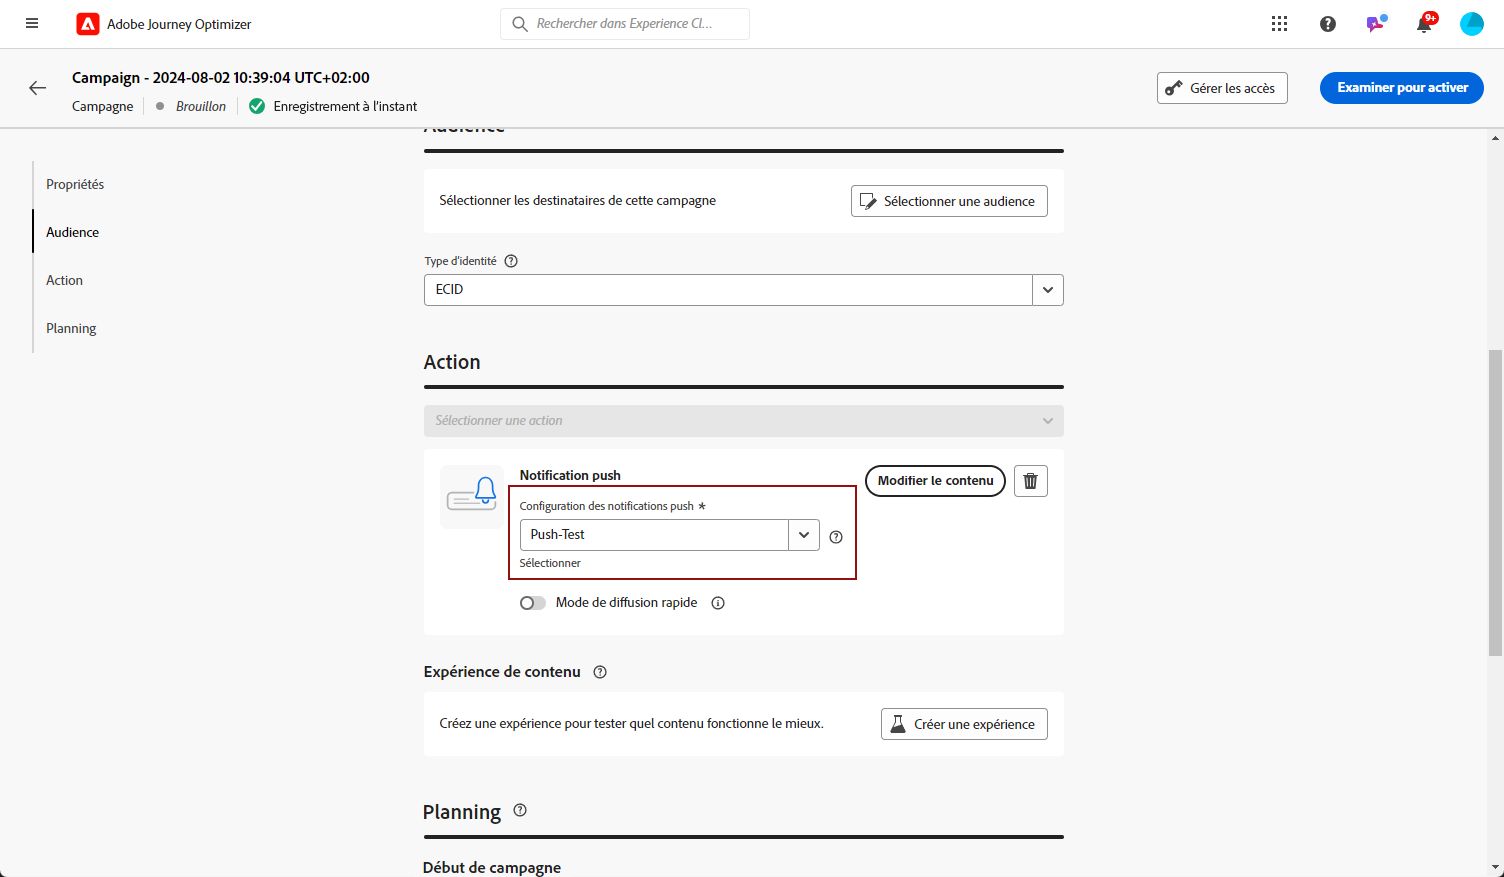 Adobe Journey Optimizer
Rechercher dans Experience Cl...
9+
Campaign - 2024-08-02 10:39:04 UTC+02:00
Campagne
Brouillon
Enregistrement à l'instant
Gérer les accès
Examiner pour activer
Propriétés
Audience
Action
Planning
Audience
Sélectionner les destinataires de cette campagne
Sélectionner une audience
Type d'identité
ECID
Action
Sélectionner une action
Notification push
Modifier le contenu
Configuration des notifications push *
Push-Test
Sélectionner
Mode de diffusion rapide
Expérience de contenu
Créez une expérience pour tester quel contenu fonctionne le mieux.
Créer une expérience
Planning
Début de campagne